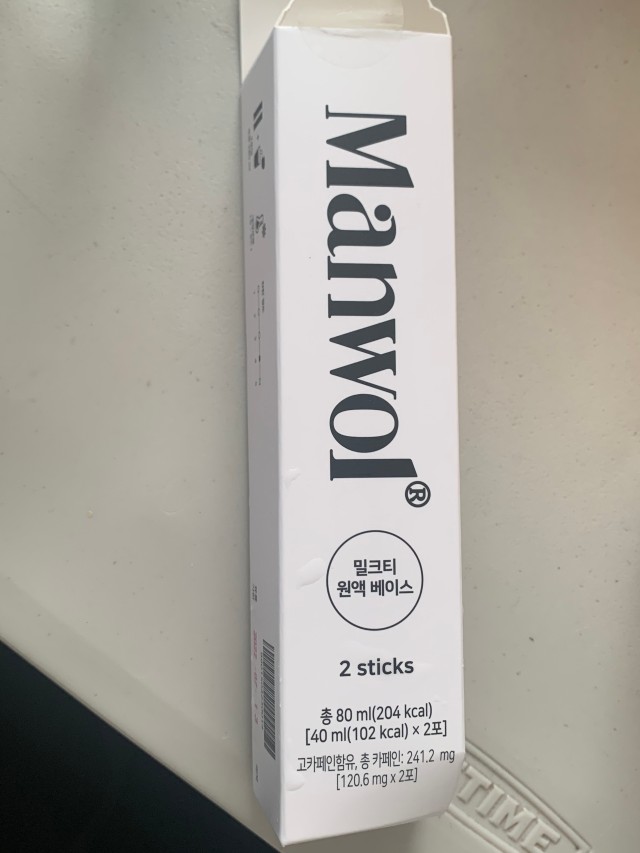 Manwol®
밀크티
원액 베이스
2 sticks
총 80 ml(204 kcal)
[40 ml(102 kcal) × 2포]
고카페인함유, 총 카페인: 241.2 mg
[120.6 mg x 2포]
TIME